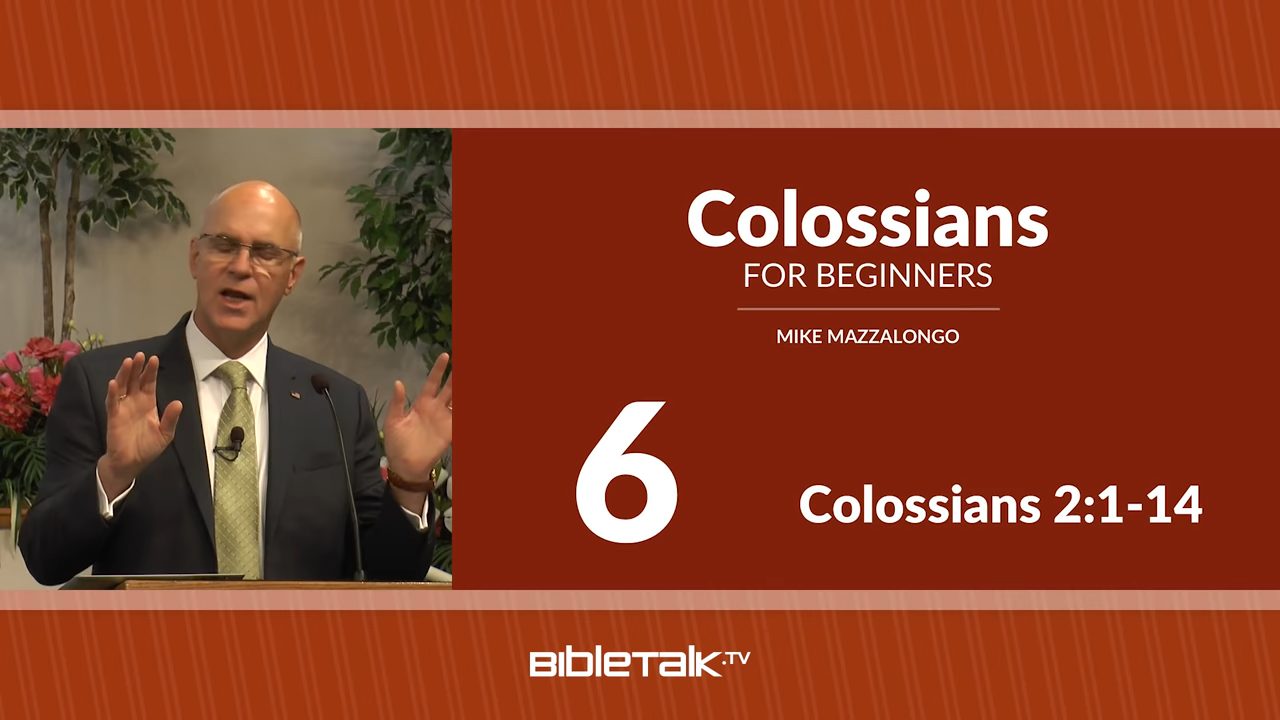 Colossians
FOR BEGINNERS
MIKE MAZZALONGO
6
Colossians 2:1-14
BIBLETALK.TV